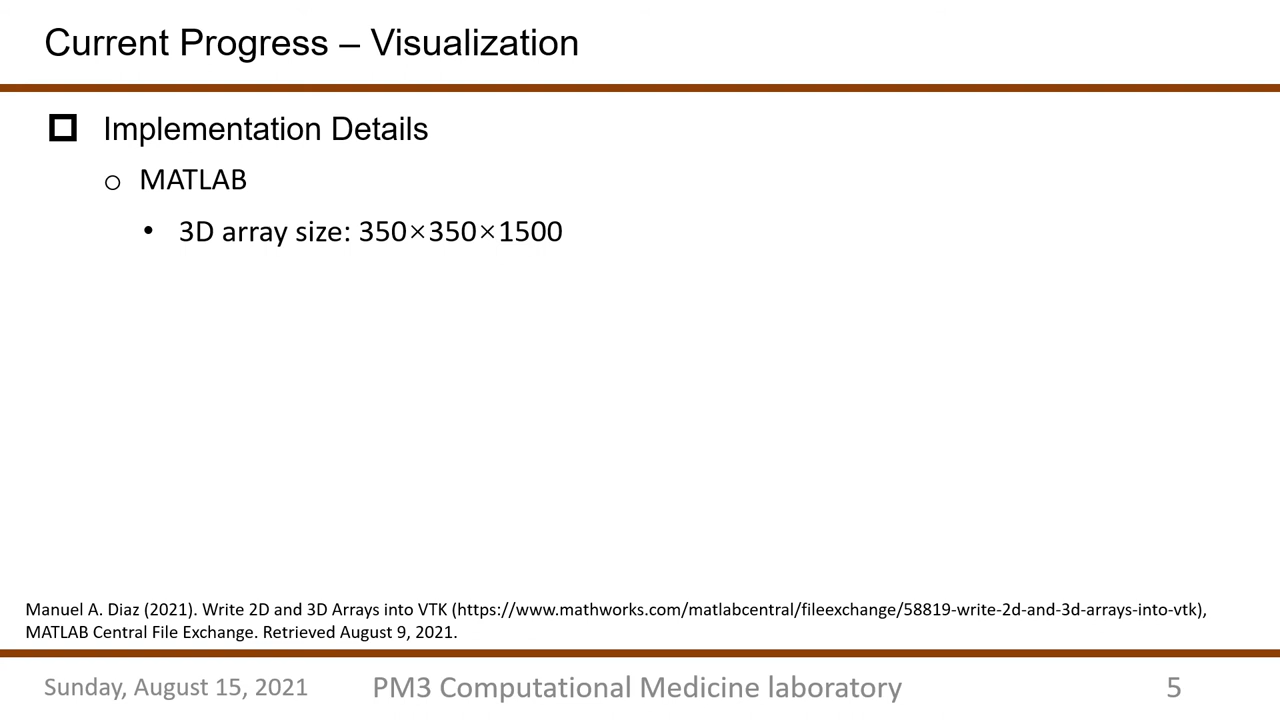 Current Progress – Visualization
Implementation Details
MATLAB
3D array size: 350×350×1500
Manuel A. Diaz (2021). Write 2D and 3D Arrays into VTK (https://www.mathworks.com/matlabcentral/fileexchange/58819-write-2d-and-3d-arrays-into-vtk),
MATLAB Central File Exchange. Retrieved August 9, 2021.
Sunday, August 15, 2021 PM3 Computational Medicine laboratory 5